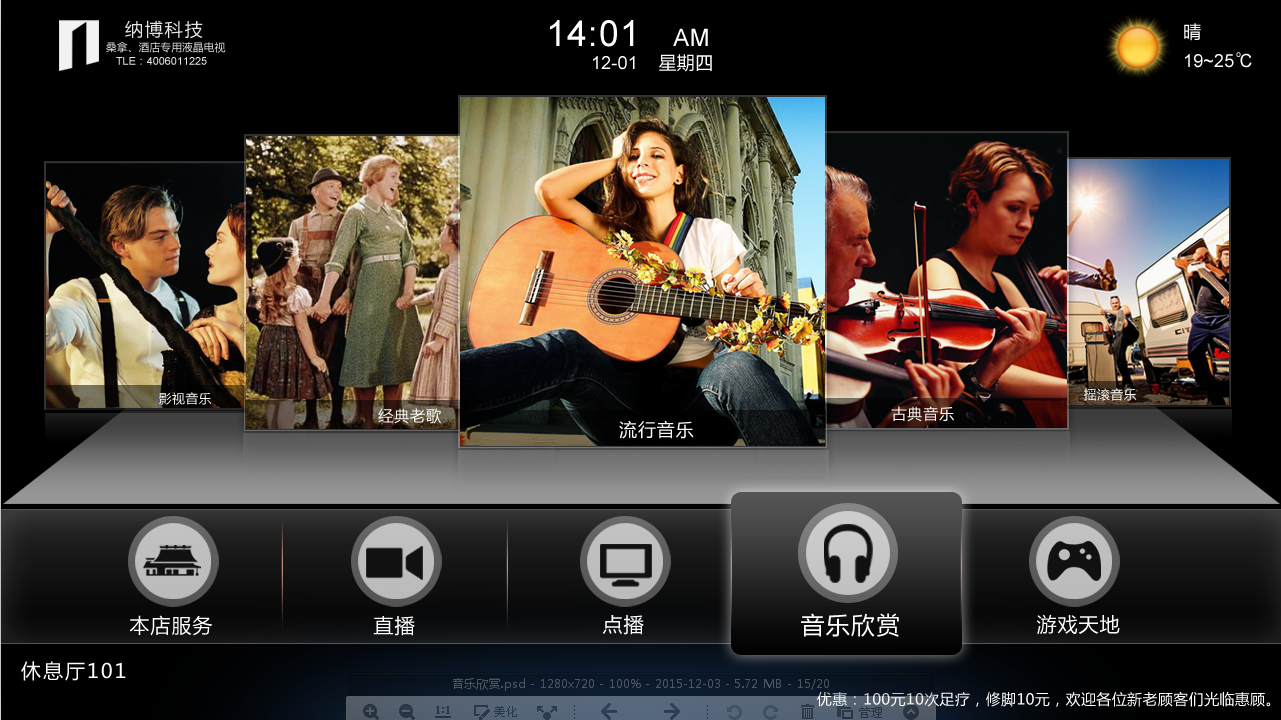 纳博科技
桑拿、酒店专用液晶电视
TLE：4006011225
14:01 AM
12-01 星期四
晴
19~25℃
影视音乐
经典老歌
流行音乐
古典音乐
摇滚音乐
本店服务
直播
点播
音乐欣赏
游戏天地
休息厅101
音乐欣赏.psd - 1280x720 - 100% - 2015-12-03 - 5.72 MB - 15/20
优惠：100元10次足疗，修脚10元，欢迎各位新老顾客们光临惠顾。
1:1 美化 管理